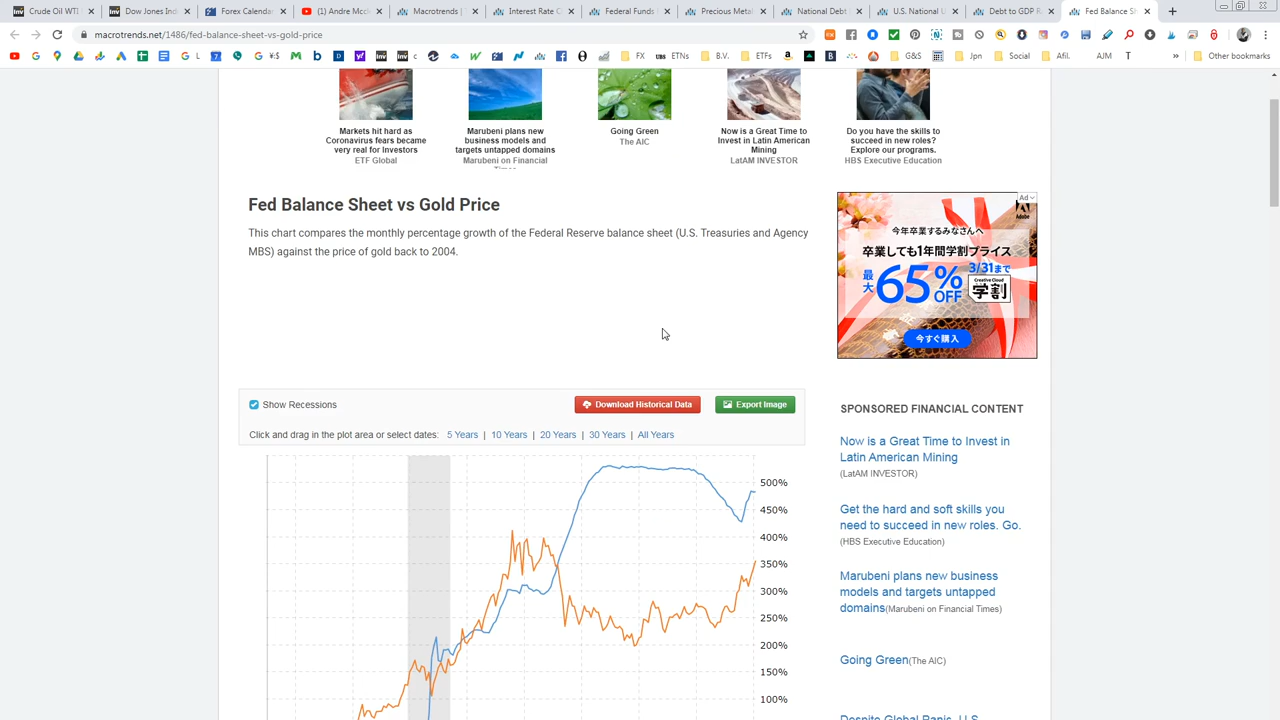 Crude Oil WTI
Dow Jones Indu
Forex Calendar
(1) Andre Mcdo
Macrotrends |
Interest Rate C
Federal Funds
Precious Metal
National Debt
U.S. National U
Debt to GDP R
Fed Balance Sh
macrotrends.net/1486/fed-balance-sheet-vs-gold-price
G L
¥$
c
FX
UBS ETNs
B.V.
ETFs
G&S
Jpn
Social
Afil.
AJM
T
»
Other bookmarks
Markets hit hard as
Coronavirus fears became
very real for Investors
ETF Global
Marubeni plans new
business models and
targets untapped domains
Marubeni on Financial
Times
Going Green
The AIC
Now is a Great Time to
Invest in Latin American
Mining
LatAM INVESTOR
Do you have the skills to
succeed in new roles?
Explore our programs.
HBS Executive Education
Fed Balance Sheet vs Gold Price
This chart compares the monthly percentage growth of the Federal Reserve balance sheet (U.S. Treasuries and Agency
MBS) against the price of gold back to 2004.
Ad
Adobe
今年卒業するみなさんへ
卒業しても1年間学割プライス
最大65%OFF
3/31まで
Creative Cloud
学割
今すぐ購入
Show Recessions
Download Historical Data
Export Image
Click and drag in the plot area or select dates: 5 Years | 10 Years | 20 Years | 30 Years | All Years
500%
450%
400%
350%
300%
250%
200%
150%
100%
SPONSORED FINANCIAL CONTENT
Now is a Great Time to Invest in
Latin American Mining
(LatAM INVESTOR)
Get the hard and soft skills you
need to succeed in new roles. Go.
(HBS Executive Education)
Marubeni plans new business
models and targets untapped
domains(Marubeni on Financial Times)
Going Green(The AIC)
Despite Global Panic, U.S.